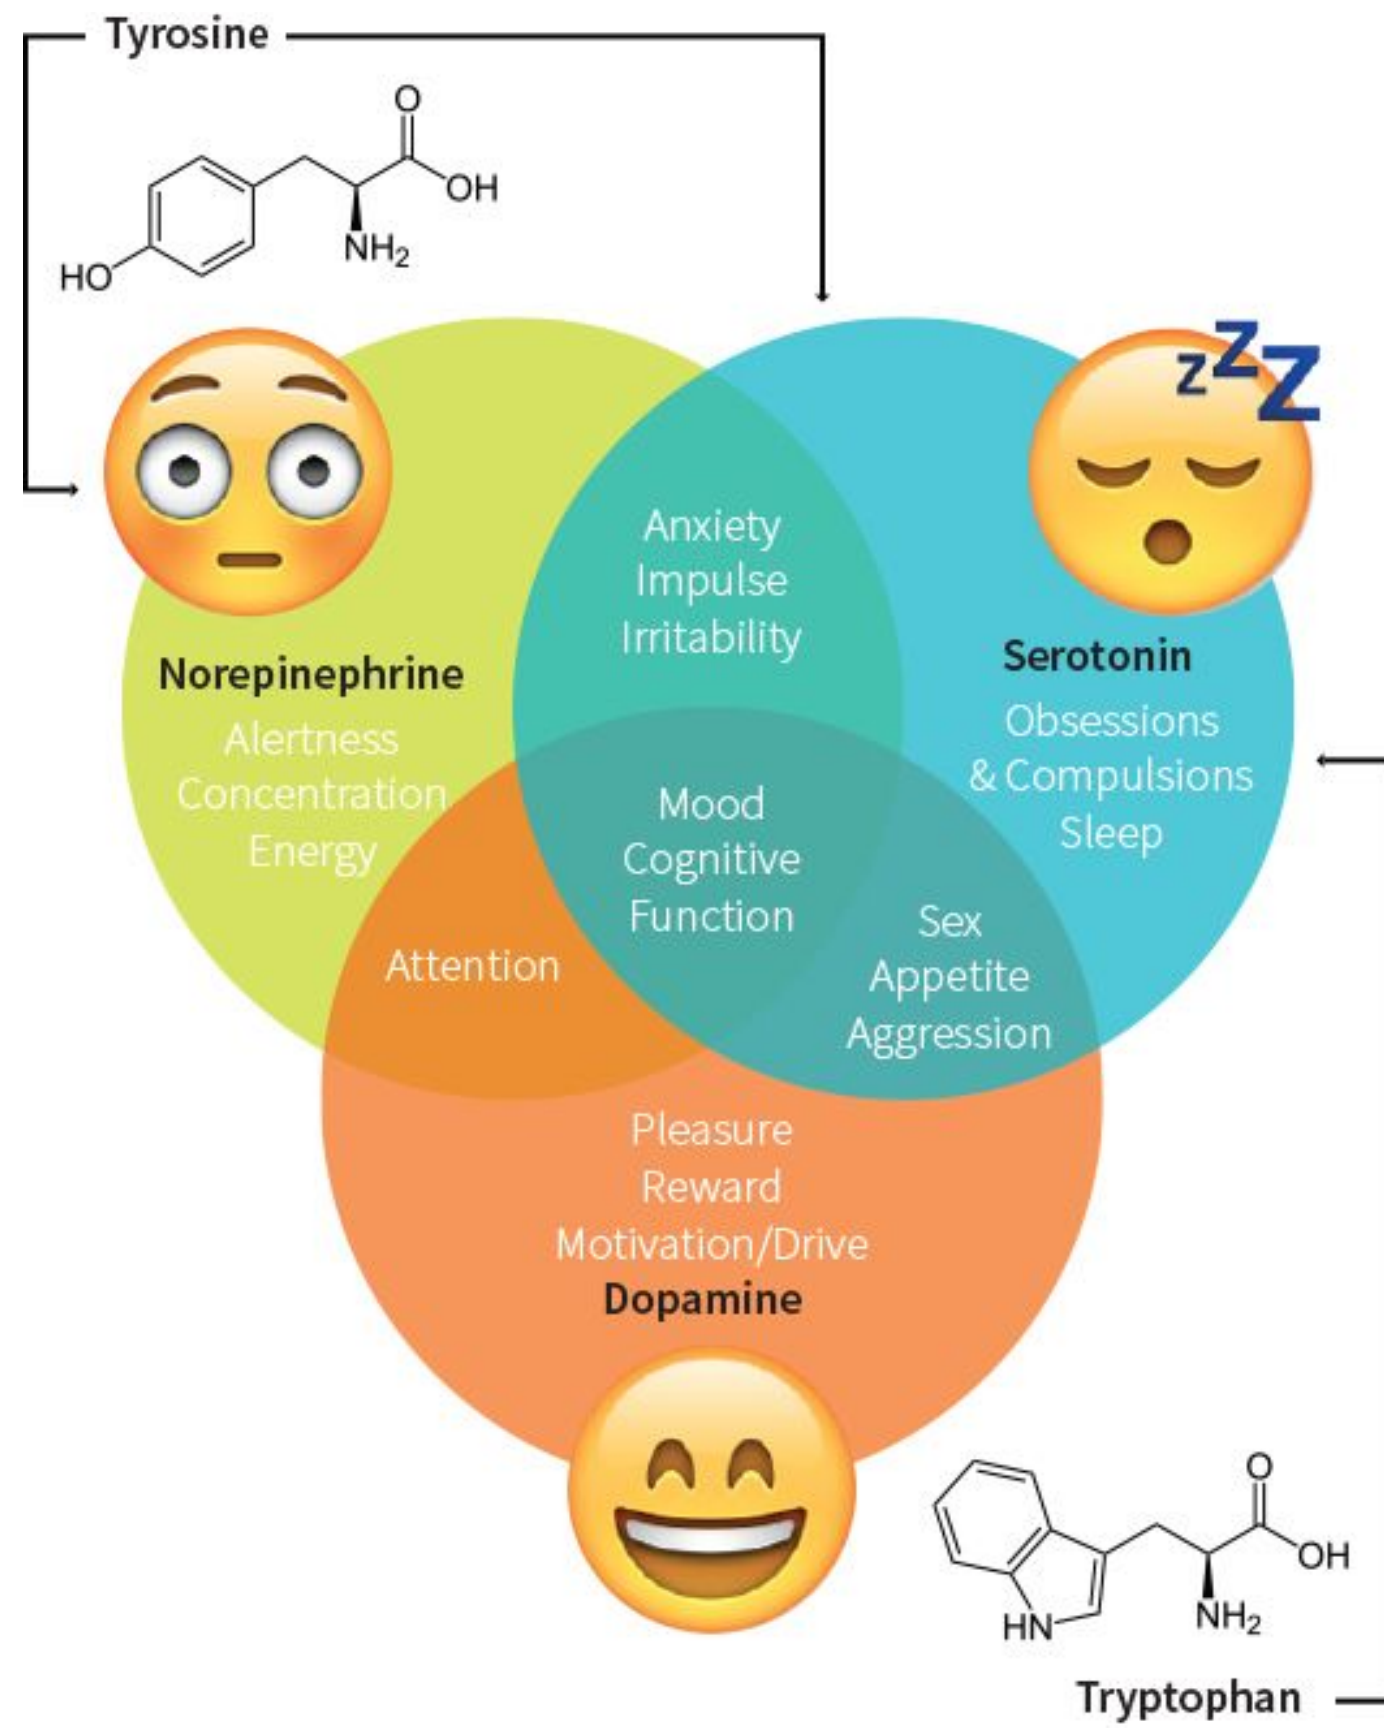 Tyrosine
O
OH
NH2
HO
z z Z
Anxiety
Impulse
Irritability
Norepinephrine
Alertness
Concentration
Energy
Serotonin
Obsessions
& Compulsions
Sleep
Mood
Cognitive
Function
Attention
Sex
Appetite
Aggression
Pleasure
Reward
Motivation/Drive
Dopamine
O
OH
NH2
HN
Tryptophan